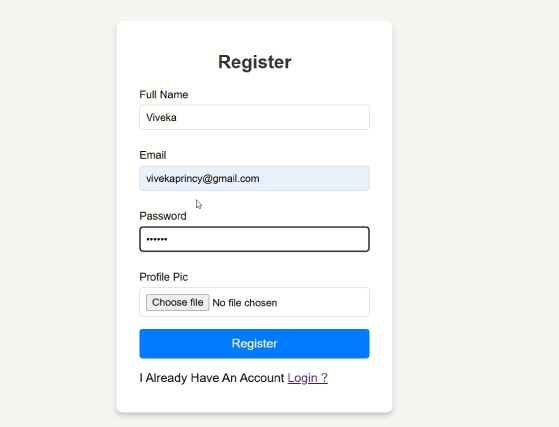 Register
Full Name
Viveka
Email
vivekaprincy@gmail.com
Password
••••••
Profile Pic
Choose file No file chosen
Register
I Already Have An Account Login ?